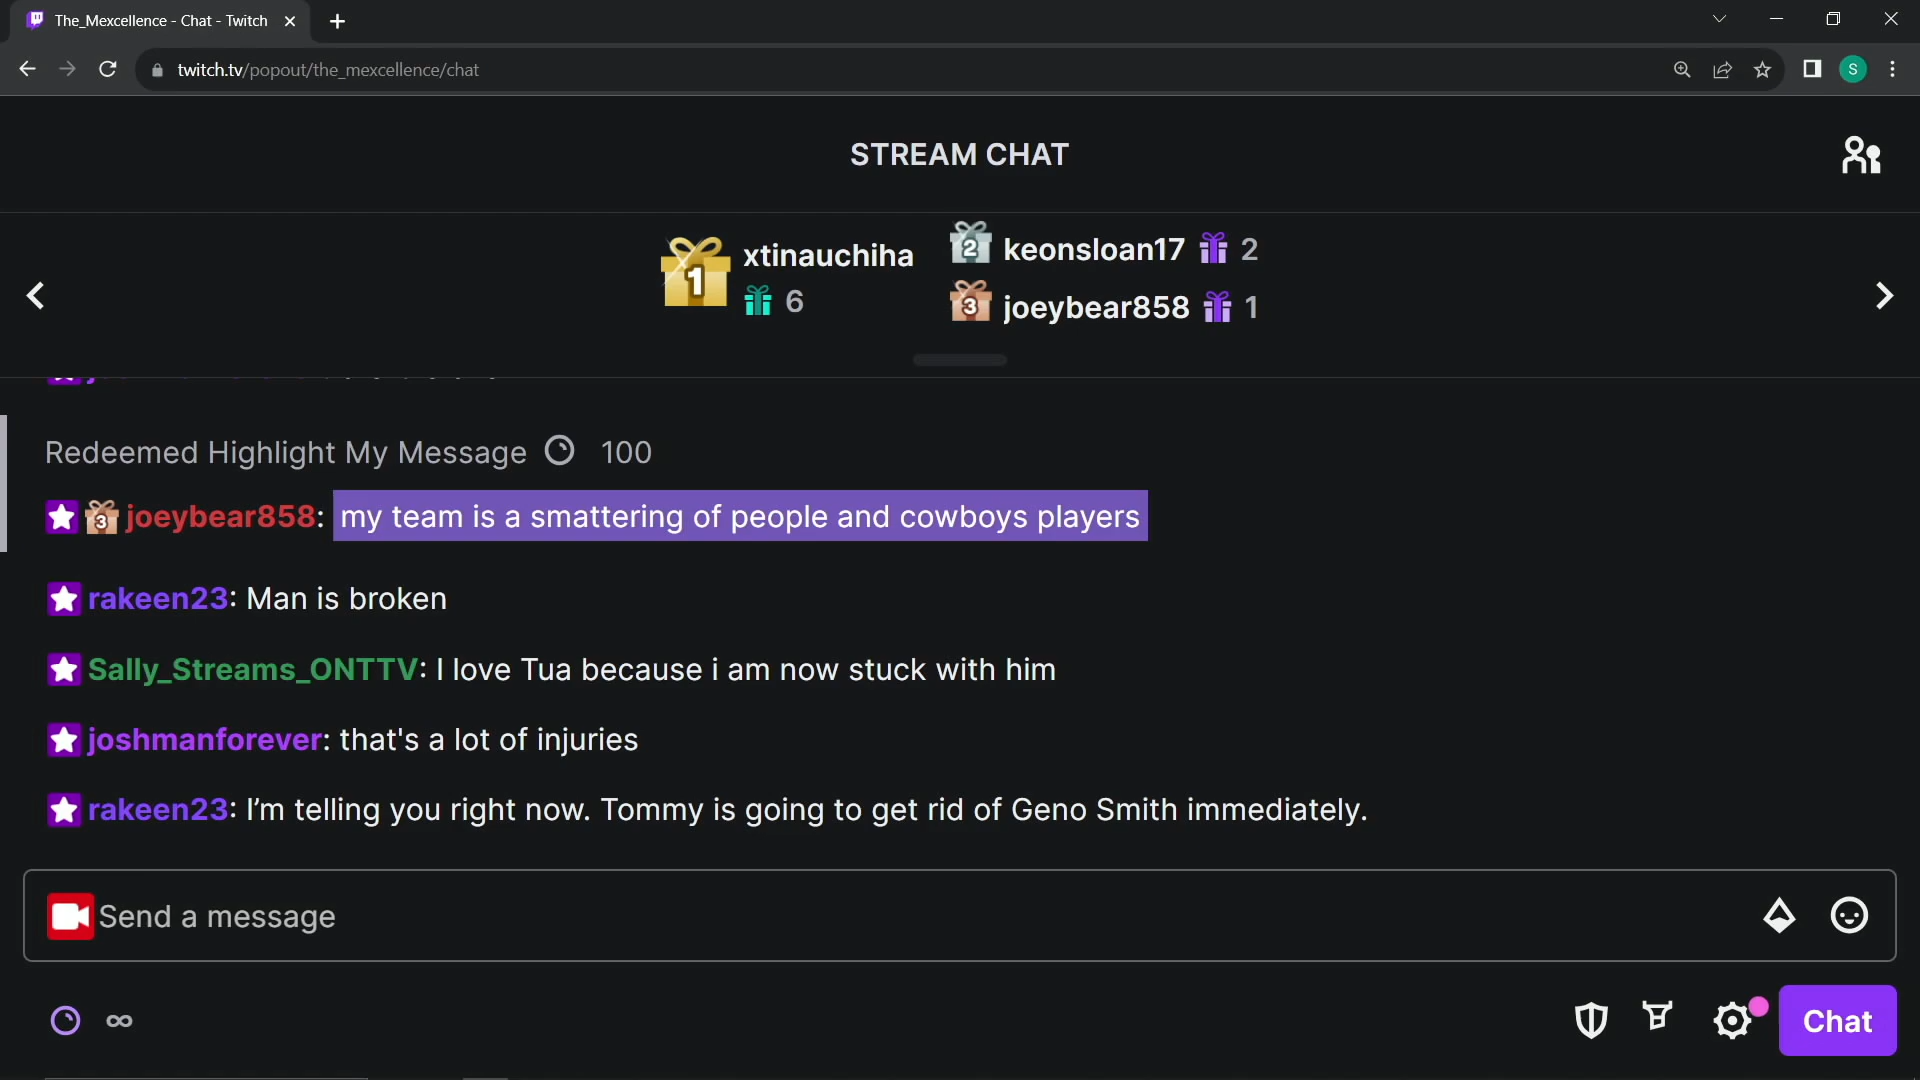 The_Mexcellence - Chat - Twitch
twitch.tv/popout/the_mexcellence/chat
S
STREAM CHAT
1 xtinauchiha
6
2 keonsloan17 2
3 joeybear858 1
Redeemed Highlight My Message 100
3 joeybear858: my team is a smattering of people and cowboys players
rakeen23: Man is broken
Sally_Streams_ONTTV: I love Tua because i am now stuck with him
joshmanforever: that's a lot of injuries
rakeen23: I'm telling you right now. Tommy is going to get rid of Geno Smith immediately.
Send a message
Chat